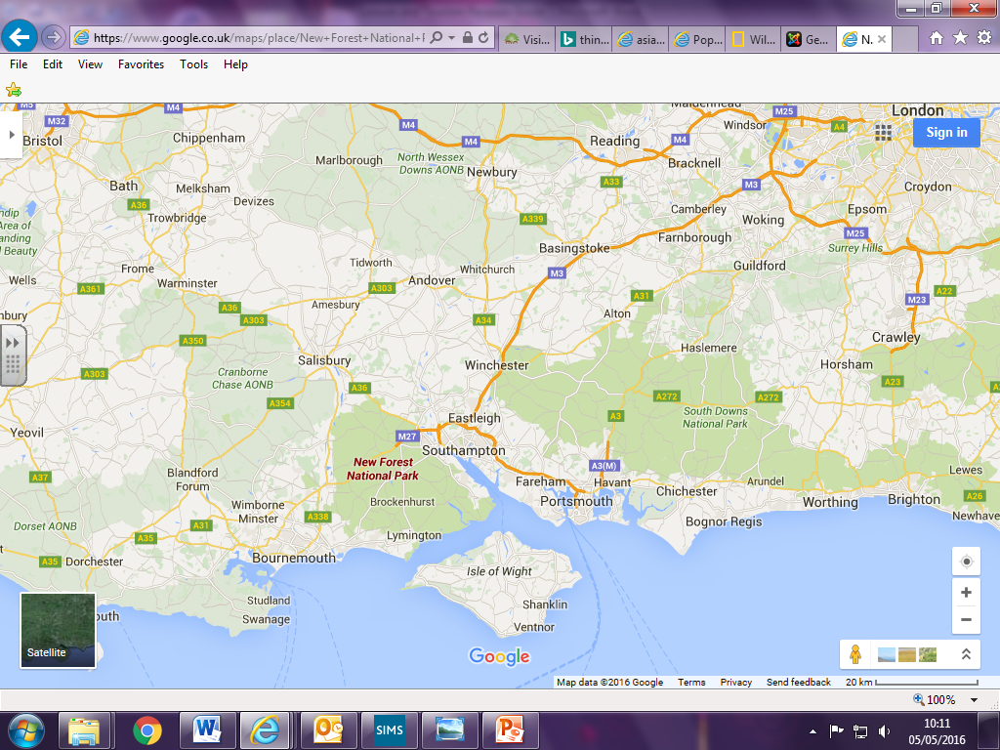 https://www.google.co.uk/maps/place/New+Forest+National+F
Visi...
thin...
asia...
Pop...
Wil...
Ge...
N.
File Edit View Favorites Tools Help
M5
M4
Maidenhead
London
M32
M25
Bristol
Chippenham
M4
Windsor
A4
Sign in
M4
Reading
M4
Marlborough
North Wessex
Downs AONB
Newbury
Bracknell
Bath
Melksham
A33
M3
Croydon
A36
Devizes
Camberley
Epsom
Trowbridge
A339
Woking
M25
Farnborough
Basingstoke
Surrey Hills
Frome
Tidworth
Whitchurch
M3
Guildford
Wells
Warminster
Andover
A361
A303
A31
A22
M23
A36
Amesbury
Alton
A303
A34
A350
Crawley
Haslemere
Salisbury
Winchester
Horsham
A303
Cranborne
Chase AONB
A36
A23
A354
A272
A272
South Downs
National Park
A3
Eastleigh
Yeovil
M27
Southampton
New Forest
National Park
A3(M)
A37
Blandford
Forum
Fareham
Havant
Arundel
Lewes
Chichester
Brockenhurst
Portsmouth
Worthing
Brighton
A26
Wimborne
Minster
A338
Newhaven
Bognor Regis
Dorset AONB
A31
A35
Lymington
A35
Dorchester
Bournemouth
Isle of Wight
Studland
Shanklin
Swanage
Ventnor
Satellite
Google
Map data ©2016 Google Terms Privacy Send feedback 20 km
100%
SIMS
10:11
05/05/2016